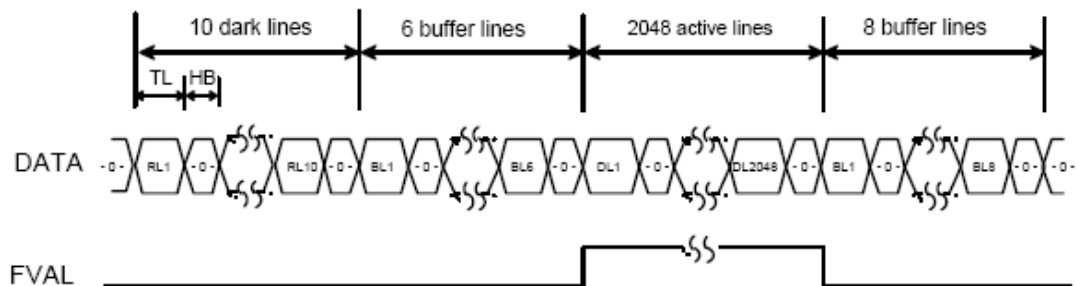 10 dark lines 6 buffer lines 2048 active lines 8 buffer lines
TL HB
DATA -0- RL1 -0- RL10 -0- BL1 -0- BL6 -0- DL1 -0- DL2048 -0- BL1 -0- BL8 -0- -0-
FVAL